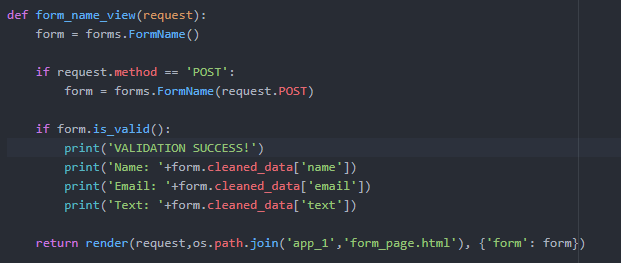 def form_name_view(request):
    form = forms.FormName()
    if request.method == 'POST':
        form = forms.FormName(request.POST)
    if form.is_valid():
        print('VALIDATION SUCCESS!')
        print('Name: '+form.cleaned_data['name'])
        print('Email: '+form.cleaned_data['email'])
        print('Text: '+form.cleaned_data['text'])
    return render(request,os.path.join('app_1','form_page.html'), {'form': form})